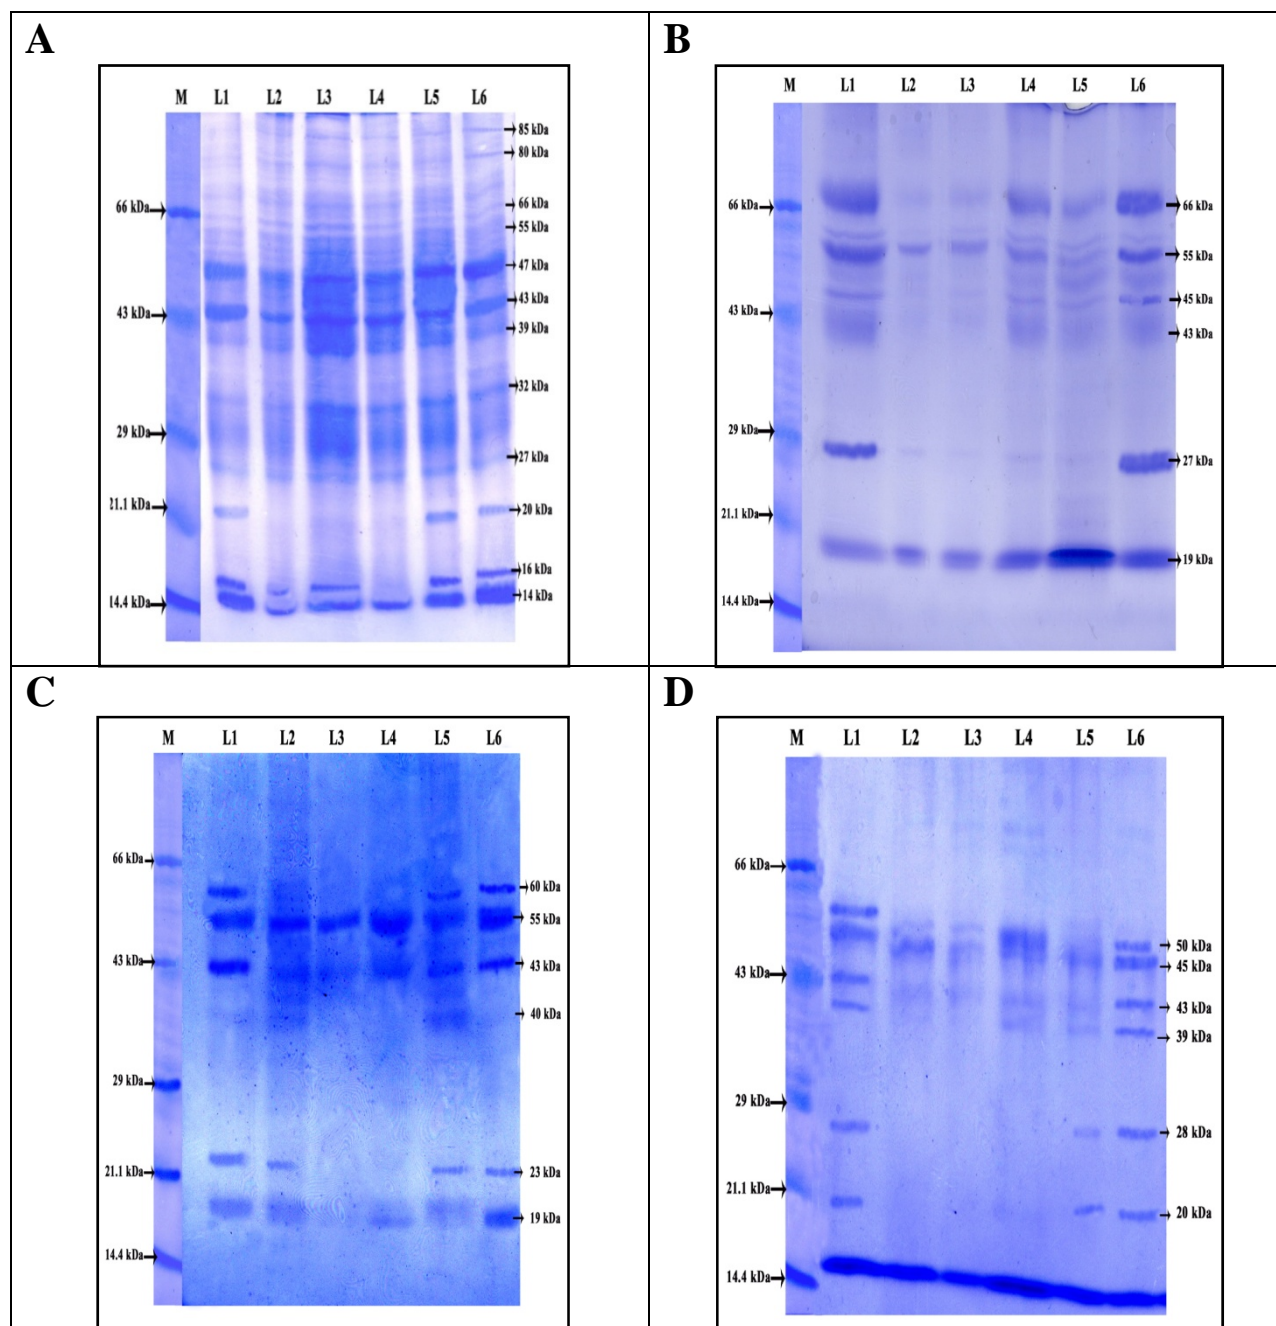 A
M L1 L2 L3 L4 L5 L6
85 kDa
80 kDa
66 kDa
66 kDa
55 kDa
47 kDa
43 kDa
43 kDa
39 kDa
32 kDa
29 kDa
27 kDa
21.1 kDa
20 kDa
16 kDa
14 kDa
14.4 kDa
B
M L1 L2 L3 L4 L5 L6
66 kDa
66 kDa
55 kDa
45 kDa
43 kDa
43 kDa
29 kDa
27 kDa
21.1 kDa
19 kDa
14.4 kDa
C
M L1 L2 L3 L4 L5 L6
66 kDa
60 kDa
55 kDa
43 kDa
43 kDa
40 kDa
29 kDa
21.1 kDa
23 kDa
19 kDa
14.4 kDa
D
M L1 L2 L3 L4 L5 L6
66 kDa
50 kDa
45 kDa
43 kDa
43 kDa
39 kDa
29 kDa
28 kDa
21.1 kDa
20 kDa
14.4 kDa